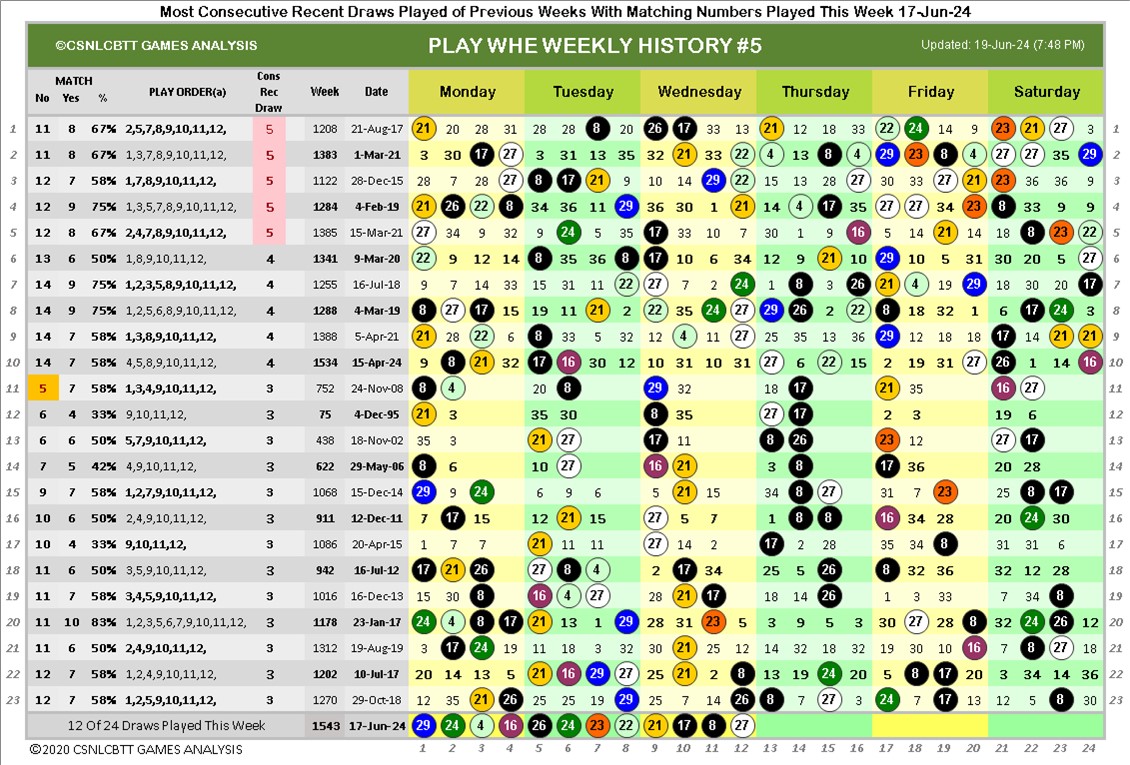 Most Consecutive Recent Draws Played of Previous Weeks With Matching Numbers Played This Week 17-Jun-24
©CSNLCBTT GAMES ANALYSIS PLAY WHE WEEKLY HISTORY #5 Updated: 19-Jun-24 (7:48 PM)
No MATCH Yes % PLAY ORDER(a) Cons Rec Draw Week Date Monday Tuesday Wednesday Thursday Friday Saturday
1 11 8 67% 2,5,7,8,9,10,11,12, 5 1208 21-Aug-17 21 20 28 31 28 28 8 20 26 17 33 13 21 12 18 33 22 24 14 9 23 21 27 3 1
2 11 8 67% 1,3,7,8,9,10,11,12, 5 1383 1-Mar-21 3 30 17 27 3 31 13 35 32 21 33 22 4 13 8 4 29 23 8 4 27 27 35 29 2
3 12 7 58% 1,7,8,9,10,11,12, 5 1122 28-Dec-15 28 7 28 27 8 17 21 9 10 14 29 22 15 13 28 27 30 33 27 21 23 36 36 9 3
4 12 9 75% 1,3,5,7,8,9,10,11,12, 5 1284 4-Feb-19 21 26 22 8 34 36 11 29 36 30 1 21 14 4 17 35 27 27 34 23 8 33 9 9 4
5 12 8 67% 2,4,7,8,9,10,11,12, 5 1385 15-Mar-21 27 34 9 32 9 24 5 35 17 33 10 7 30 1 9 16 5 14 21 14 18 8 23 22 5
6 13 6 50% 1,8,9,10,11,12, 4 1341 9-Mar-20 22 9 12 14 8 35 36 8 17 10 6 34 12 9 21 10 29 10 5 31 30 20 5 27 6
7 14 9 75% 1,2,3,5,8,9,10,11,12, 4 1255 16-Jul-18 9 7 14 33 15 31 11 22 27 7 2 24 1 8 3 26 21 4 19 29 18 30 20 17 7
8 14 9 75% 1,2,5,6,8,9,10,11,12, 4 1288 4-Mar-19 8 27 17 15 19 11 21 2 22 35 24 27 29 26 2 22 8 18 32 1 6 17 24 3 8
9 14 7 58% 1,3,8,9,10,11,12, 4 1388 5-Apr-21 21 28 22 6 8 33 5 32 12 4 11 27 25 35 13 36 29 12 18 18 17 14 21 21 9
10 14 7 58% 4,5,8,9,10,11,12, 4 1534 15-Apr-24 9 8 21 32 17 16 30 12 10 31 10 31 27 6 22 15 2 19 31 27 26 1 14 16 10
11 5 7 58% 1,3,4,9,10,11,12, 3 752 24-Nov-08 8 4 20 8 29 32 18 17 21 35 16 27 11
12 6 4 33% 9,10,11,12, 3 75 4-Dec-95 21 3 35 30 8 35 27 17 2 3 19 6 12
13 6 6 50% 5,7,9,10,11,12, 3 438 18-Nov-02 35 3 21 27 17 11 8 26 23 12 27 17 13
14 7 5 42% 4,9,10,11,12, 3 622 29-May-06 8 6 10 27 16 21 3 8 17 36 20 28 14
15 9 7 58% 1,2,7,9,10,11,12, 3 1068 15-Dec-14 29 9 24 6 9 6 5 21 15 34 8 27 31 7 23 25 8 17 15
16 10 6 50% 2,4,9,10,11,12, 3 911 12-Dec-11 7 17 15 12 21 15 27 5 7 1 8 8 16 34 28 20 24 30 16
17 10 4 33% 9,10,11,12, 3 1086 20-Apr-15 1 7 7 21 11 11 27 14 2 17 2 28 35 34 8 31 31 6 17
18 11 6 50% 3,5,9,10,11,12, 3 942 16-Jul-12 17 21 26 27 8 4 2 17 34 25 5 26 8 32 36 32 12 28 18
19 11 7 58% 3,4,5,9,10,11,12, 3 1016 16-Dec-13 15 30 8 16 4 27 28 21 17 18 14 26 1 3 33 7 34 8 19
20 11 10 83% 1,2,3,5,6,7,9,10,11,12, 3 1178 23-Jan-17 24 4 8 17 21 13 1 29 28 31 23 5 3 9 5 3 30 27 28 8 32 24 26 12 20
21 11 6 50% 2,4,9,10,11,12, 3 1312 19-Aug-19 3 17 24 19 11 18 3 32 30 21 25 12 14 32 18 32 19 30 10 16 7 8 27 18 21
22 12 7 58% 1,2,4,9,10,11,12, 3 1202 10-Jul-17 20 14 13 5 21 16 29 27 25 21 2 8 13 19 24 20 5 8 17 20 3 34 14 36 22
23 12 7 58% 1,2,5,9,10,11,12, 3 1270 29-Oct-18 12 35 21 26 25 25 19 29 25 7 14 26 8 7 27 3 24 7 17 13 5 12 8 30 23
12 Of 24 Draws Played This Week 1543 17-Jun-24 29 24 4 16 26 24 23 22 21 17 8 27
©2020 CSNLCBTT GAMES ANALYSIS 1 2 3 4 5 6 7 8 9 10 11 12 13 14 15 16 17 18 19 20 21 22 23 24